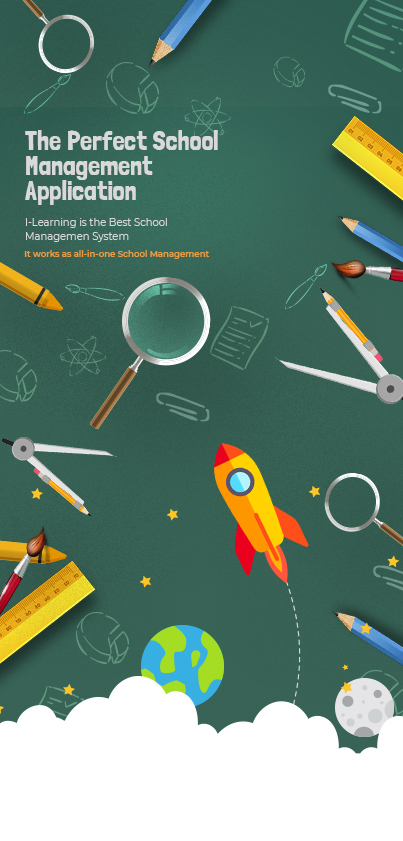 The Perfect School
Management
Application
I-Learning is the Best School
Managemen System
It works as all-in-one School Management